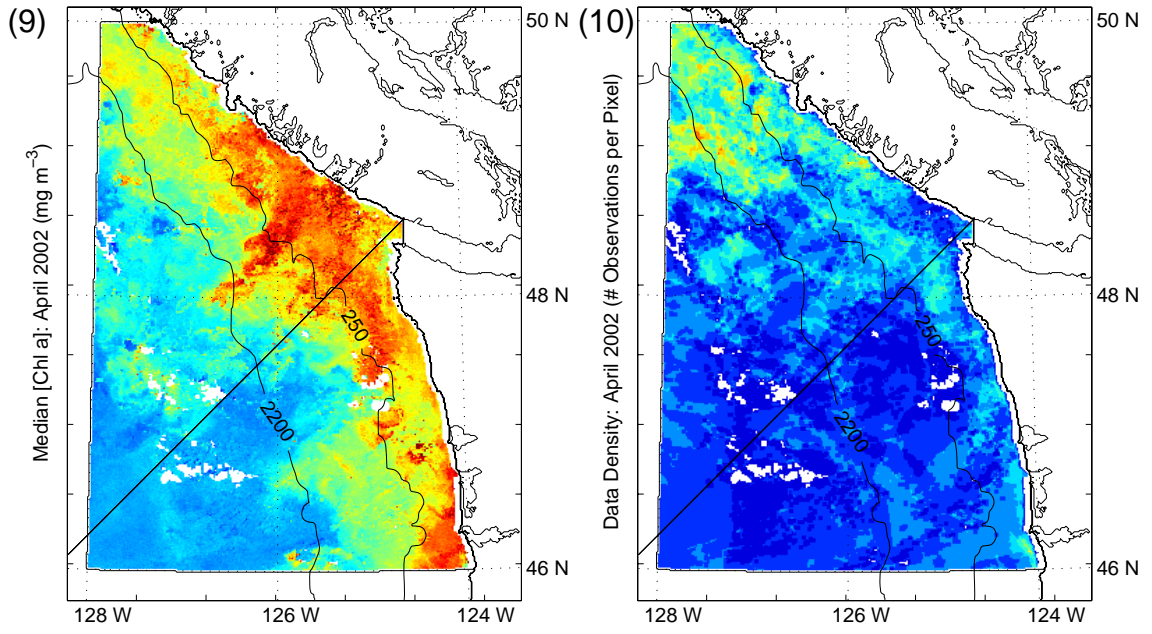 (9)
Median [Chl a]: April 2002 (mg m⁻³)
250
2200
50 N
48 N
46 N
128 W
126 W
124 W
(10)
Data Density: April 2002 (# Observations per Pixel)
250
2200
50 N
48 N
46 N
128 W
126 W
124 W